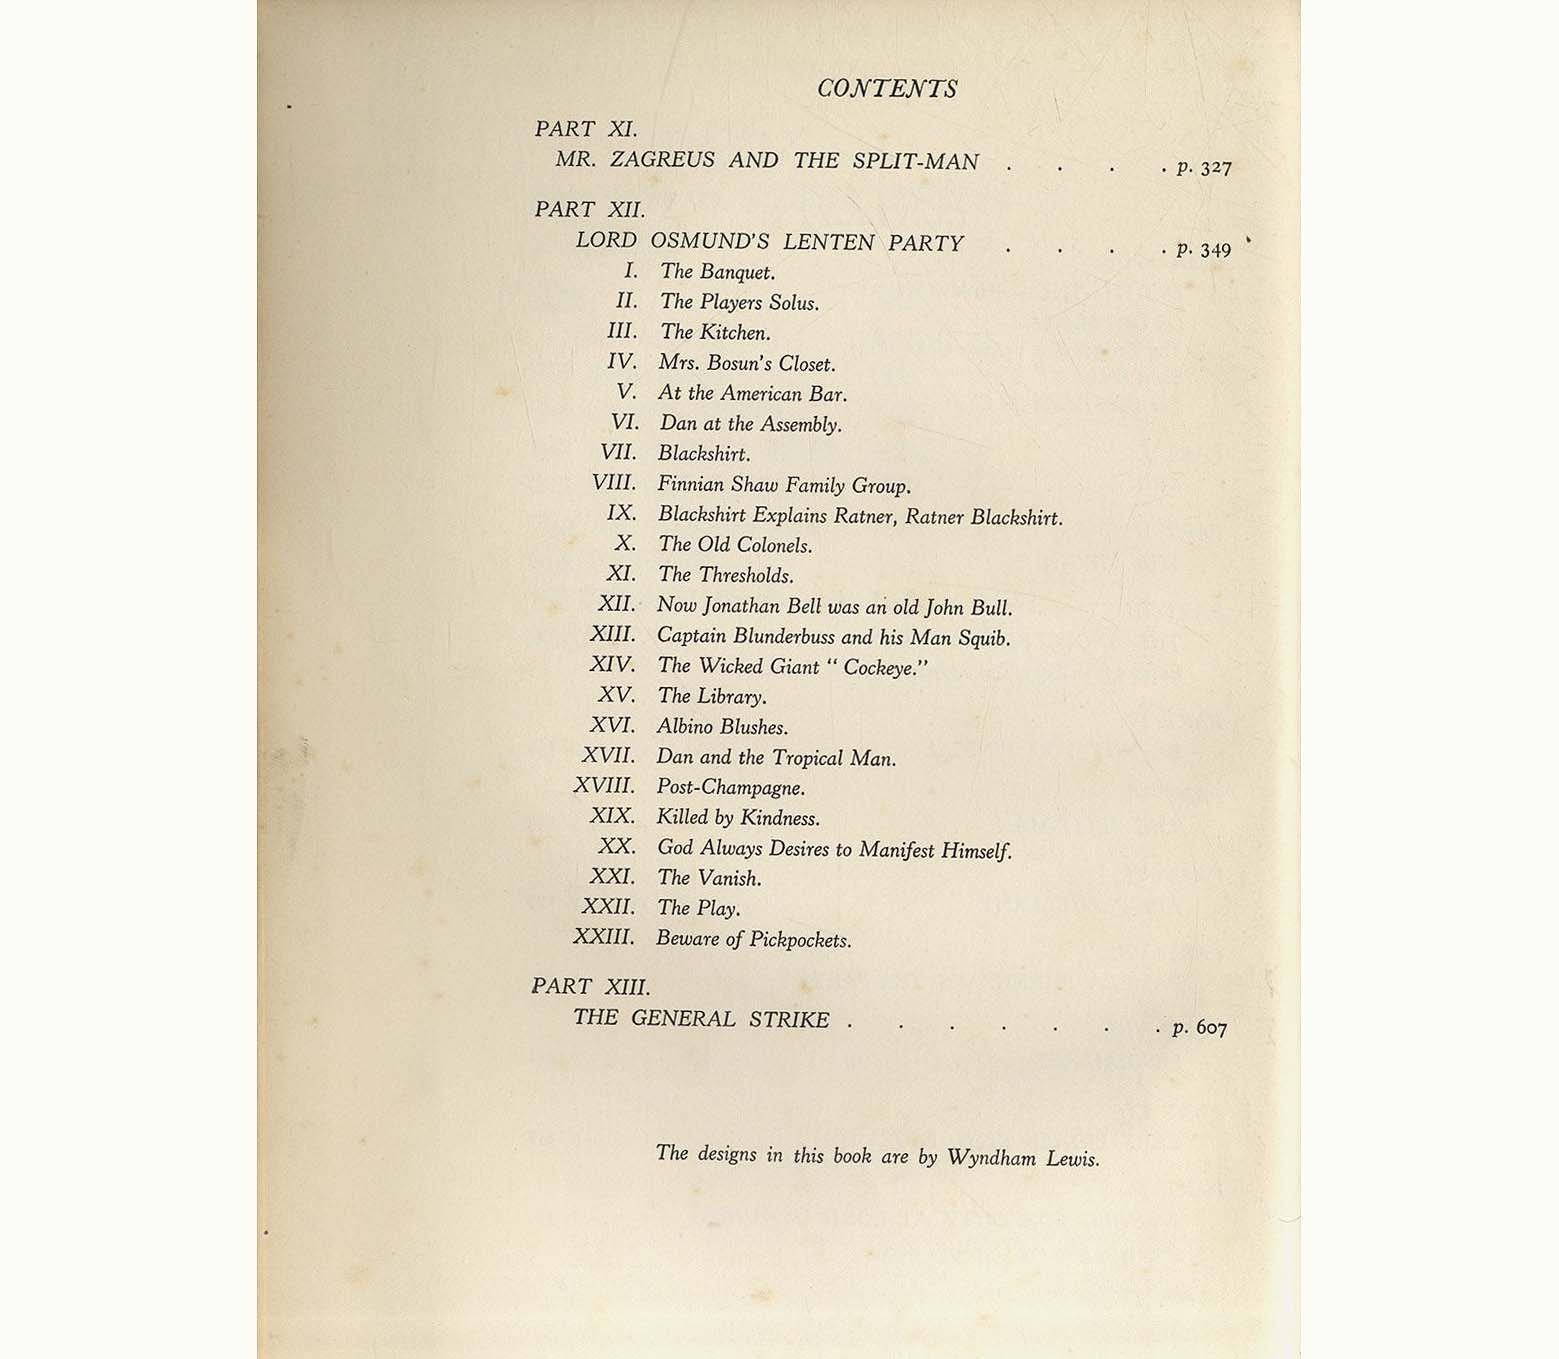 CONTENTS
PART XI.
MR. ZAGREUS AND THE SPLIT-MAN . . . . p. 327
PART XII.
LORD OSMUND'S LENTEN PARTY . . . . p. 349
I. The Banquet.
II. The Players Solus.
III. The Kitchen.
IV. Mrs. Bosun's Closet.
V. At the American Bar.
VI. Dan at the Assembly.
VII. Blackshirt.
VIII. Finnian Shaw Family Group.
IX. Blackshirt Explains Ratner, Ratner Blackshirt.
X. The Old Colonels.
XI. The Thresholds.
XII. Now Jonathan Bell was an old John Bull.
XIII. Captain Blunderbuss and his Man Squib.
XIV. The Wicked Giant “ Cockeye.”
XV. The Library.
XVI. Albino Blushes.
XVII. Dan and the Tropical Man.
XVIII. Post-Champagne.
XIX. Killed by Kindness.
XX. God Always Desires to Manifest Himself.
XXI. The Vanish.
XXII. The Play.
XXIII. Beware of Pickpockets.
PART XIII.
THE GENERAL STRIKE . . . . . . . p. 607
The designs in this book are by Wyndham Lewis.